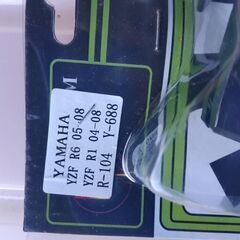 M
YAMAHA
YZF R6 05-08
YZF R1 04-08'
R-104 Y-688